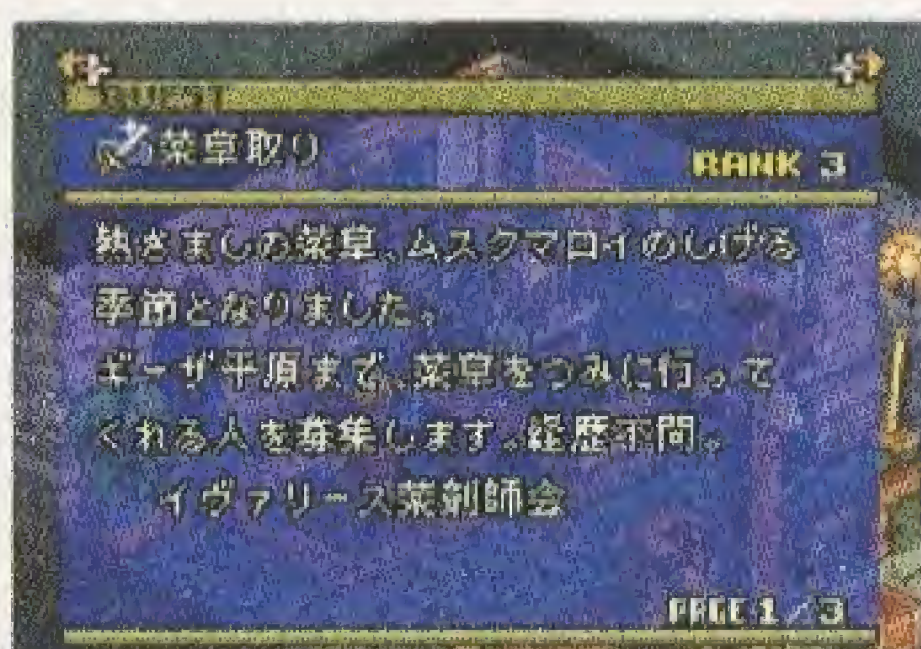 QUEST
薬草取り
RANK 3
熱さましの薬草、ムスクマロイのしげる
季節となりました。
ギーザ平原まで、薬草をつみに行って
くれる人を募集します。経歴不問。
イヴァリース薬剤師会
PAGE 1/3